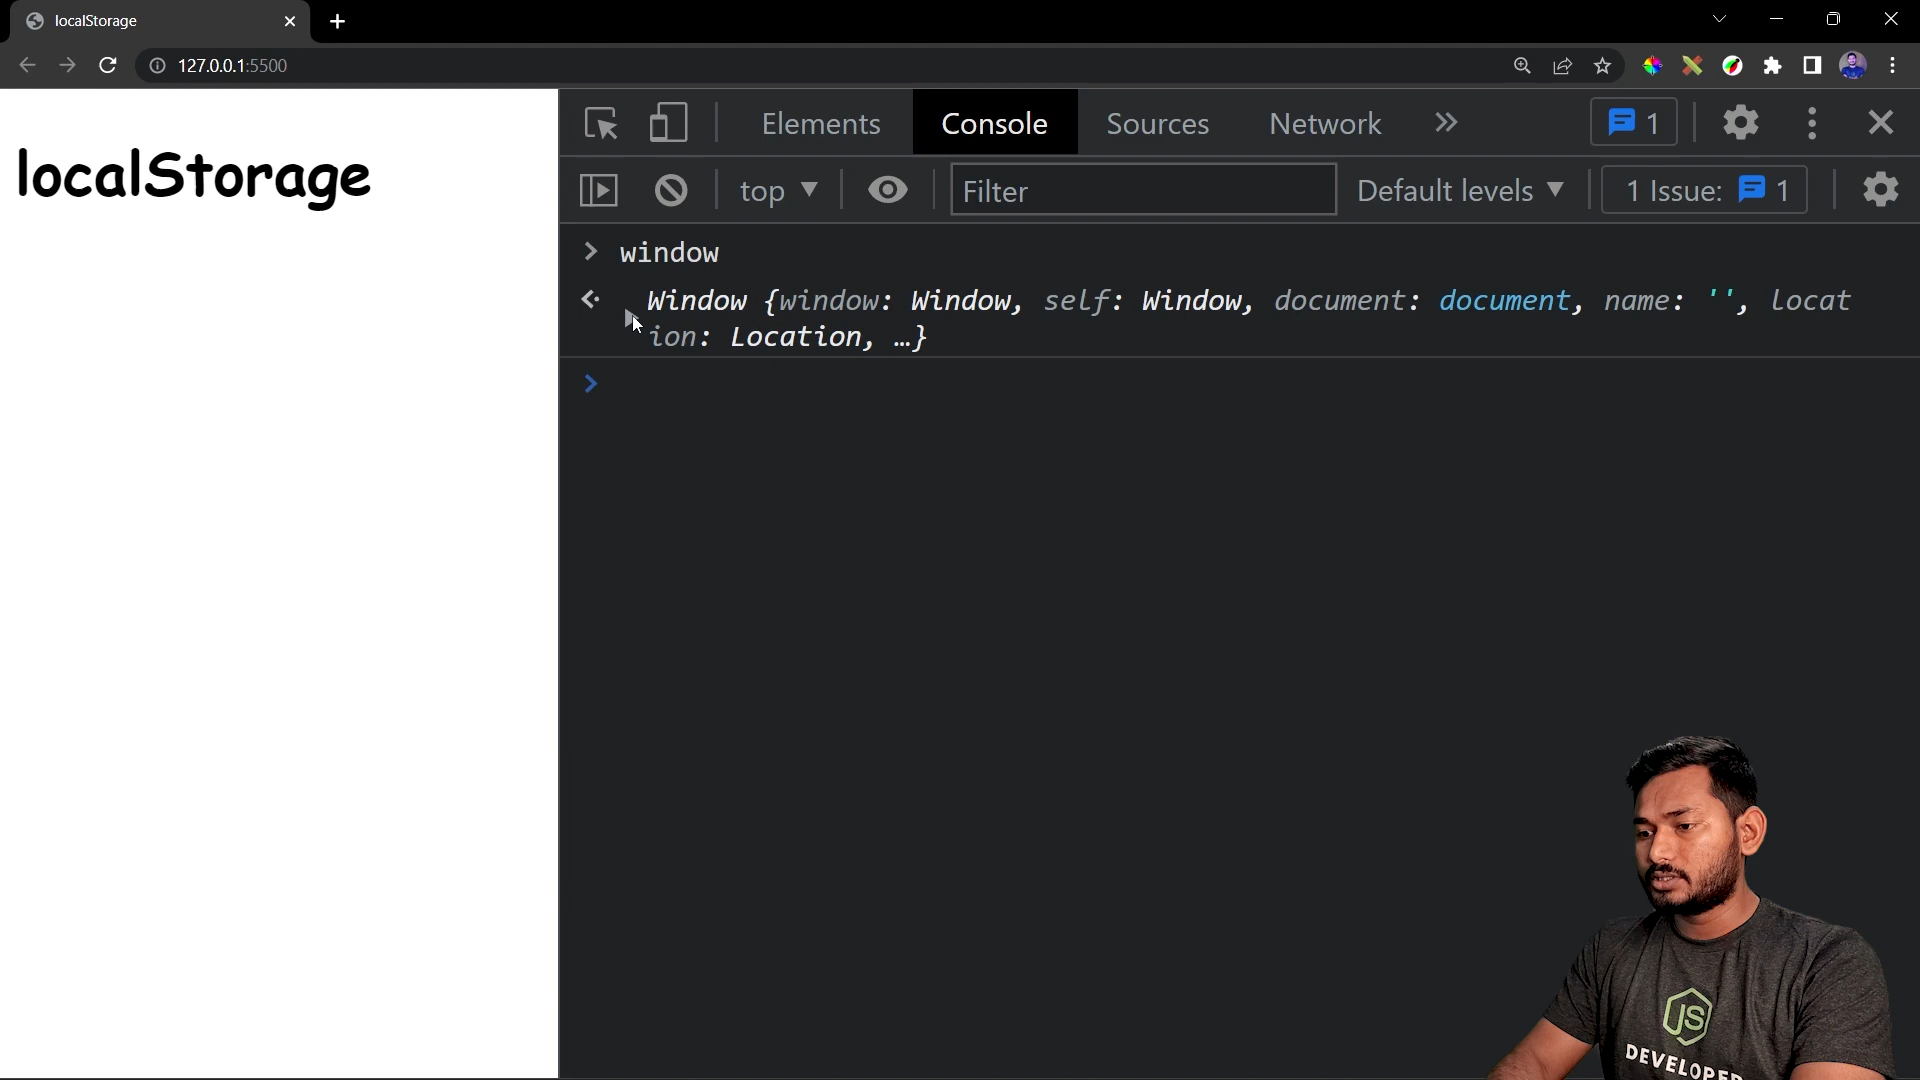 localStorage
127.0.0.1:5500
localStorage
Elements Console Sources Network 1
top Filter Default levels 1 Issue: 1
window
Window {window: Window, self: Window, document: document, name: '', locat
ion: Location, …}
JS
DEVELOPER